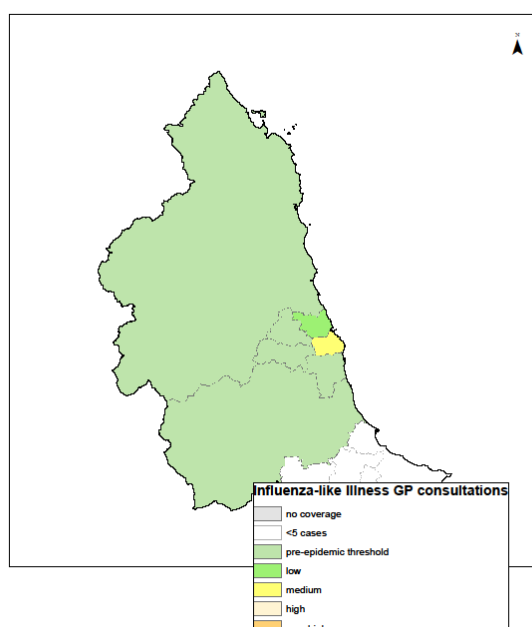 N
Influenza-like Illness GP consultations
no coverage
<5 cases
pre-epidemic threshold
low
medium
high